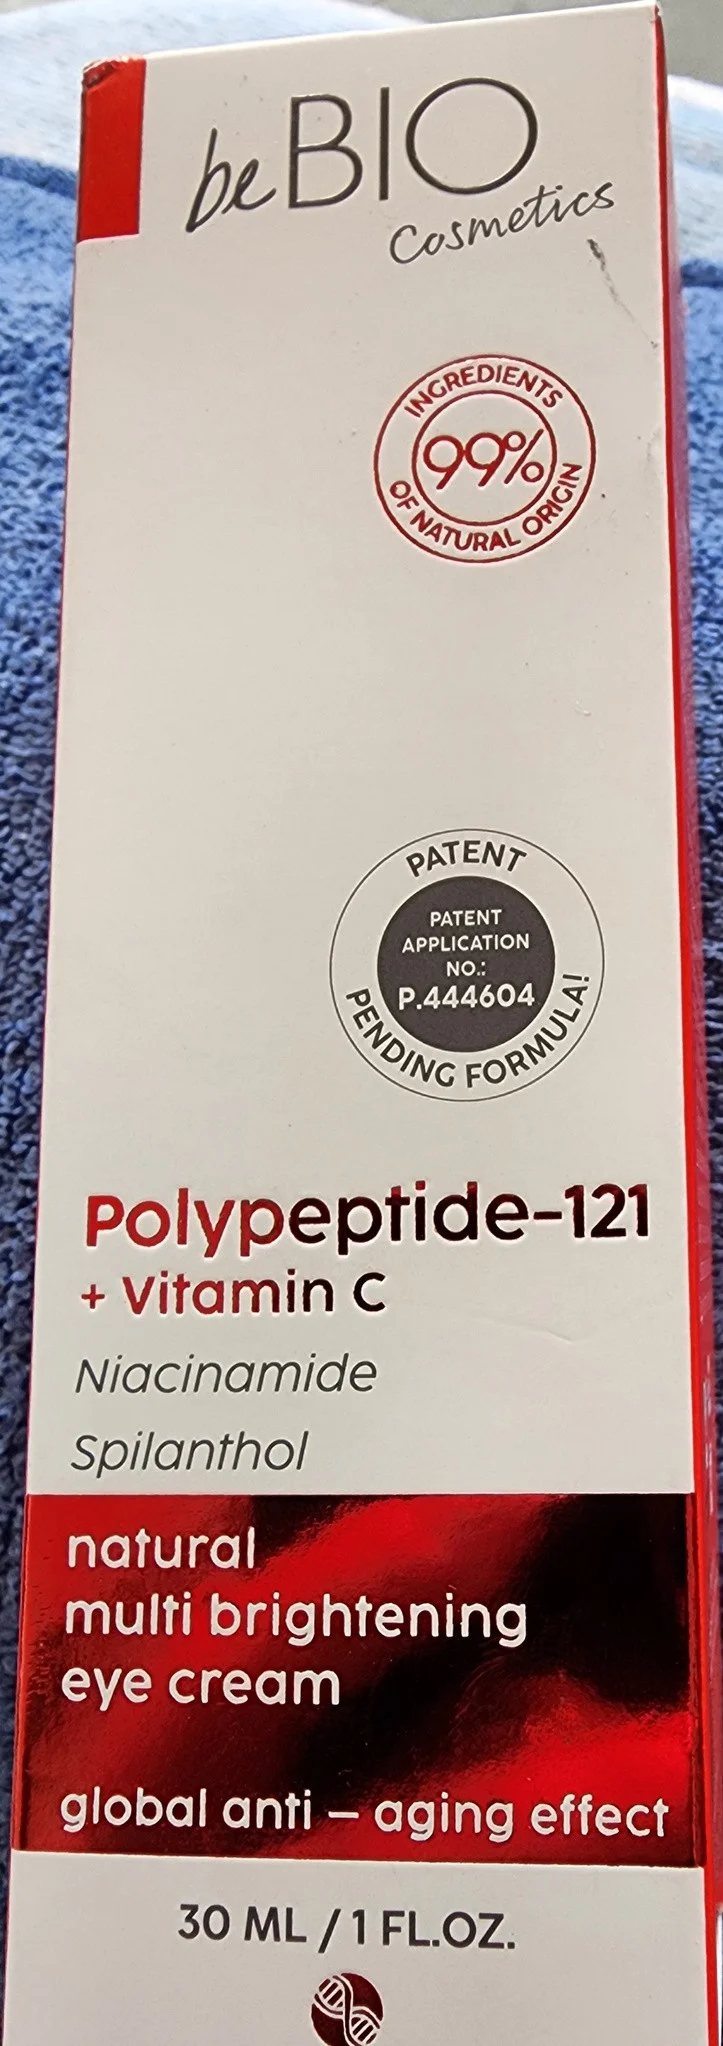 beBIO
Cosmetics
INGREDIENTS
99%
OF NATURAL ORIGIN
PATENT
PATENT
APPLICATION
NO.:
P.444604
PENDING FORMULA!
Polypeptide-121
+ Vitamin C
Niacinamide
Spilanthol
natural
multi brightening
eye cream
global anti – aging effect
30 ML / 1 FL.OZ.